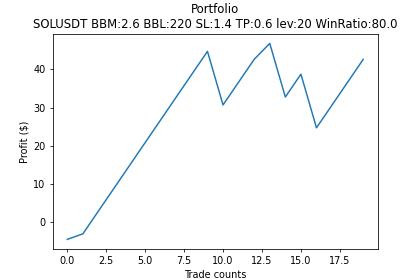 Portfolio
SOLUSDT BBM:2.6 BBL:220 SL:1.4 TP:0.6 lev:20 WinRatio:80.0
40
30
20
10
0
Profit ($)
0.0 2.5 5.0 7.5 10.0 12.5 15.0 17.5
Trade counts